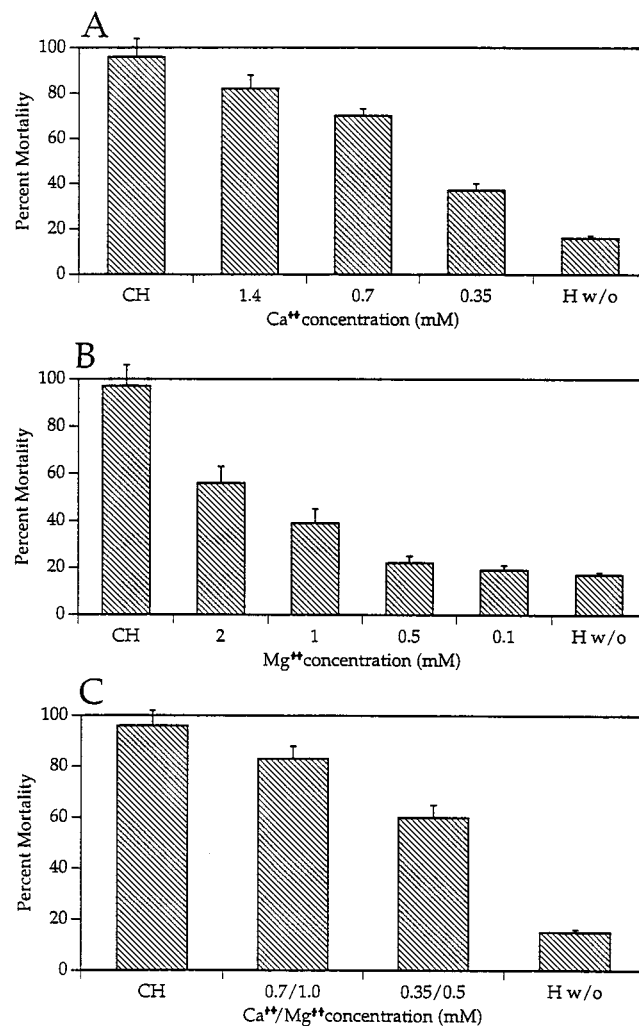 A
Percent Mortality
100
80
60
40
20
0
CH 1.4 0.7 0.35 H w/o
Ca⁺⁺ concentration (mM)
B
Percent Mortality
100
80
60
40
20
0
CH 2 1 0.5 0.1 H w/o
Mg⁺⁺ concentration (mM)
C
Percent Mortality
100
80
60
40
20
0
CH 0.7/1.0 0.35/0.5 H w/o
Ca⁺⁺/Mg⁺⁺ concentration (mM)